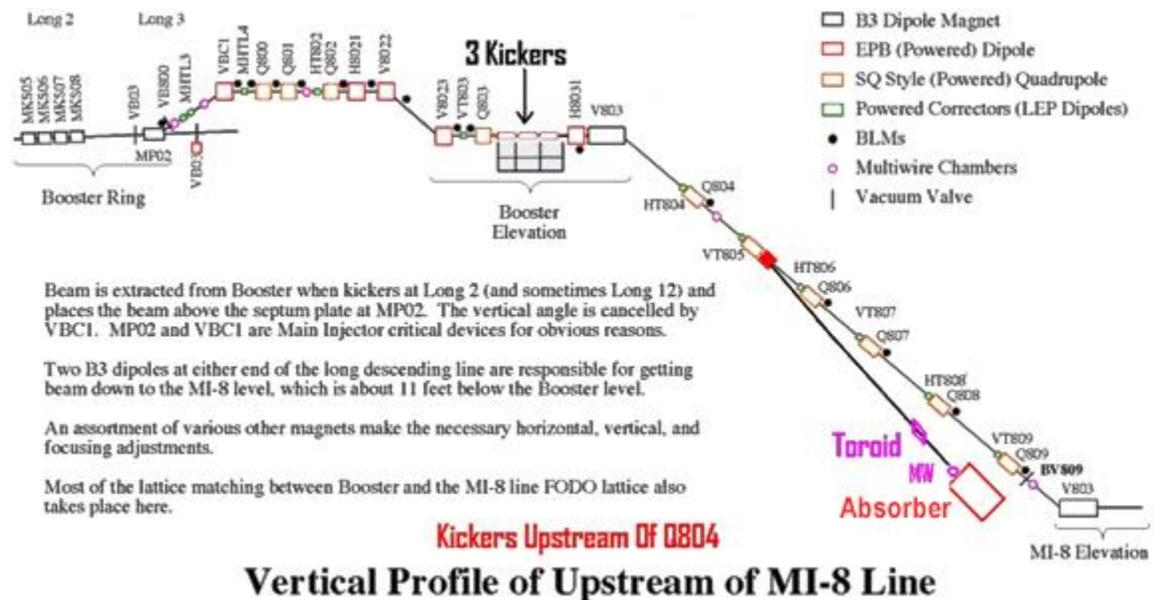 Long 2
Long 3
MKS05
MKS06
MKS07
MKS08
VB03
VB800
MHTL3
MP02
VB03
Booster Ring
VBC1
MHTL4
Q800
Q801
HT802
Q802
H8021
V8022
3 Kickers
V8023
VT803
Q803
H8031
V803
Booster
Elevation
B3 Dipole Magnet
EPB (Powered) Dipole
SQ Style (Powered) Quadrupole
Powered Correctors (LEP Dipoles)
BLMs
Multiwire Chambers
Vacuum Valve
Q804
HT804
VT805
HT806
Q806
VT807
Q807
HT808
Q808
VT809
Q809
BV809
V803
MI-8 Elevation
Toroid
MW
Absorber
Beam is extracted from Booster when kickers at Long 2 (and sometimes Long 12) and
places the beam above the septum plate at MP02. The vertical angle is cancelled by
VBC1. MP02 and VBC1 are Main Injector critical devices for obvious reasons.
Two B3 dipoles at either end of the long descending line are responsible for getting
beam down to the MI-8 level, which is about 11 feet below the Booster level.
An assortment of various other magnets make the necessary horizontal, vertical, and
focusing adjustments.
Most of the lattice matching between Booster and the MI-8 line FODO lattice also
takes place here.
Kickers Upstream Of Q804
Vertical Profile of Upstream of MI-8 Line